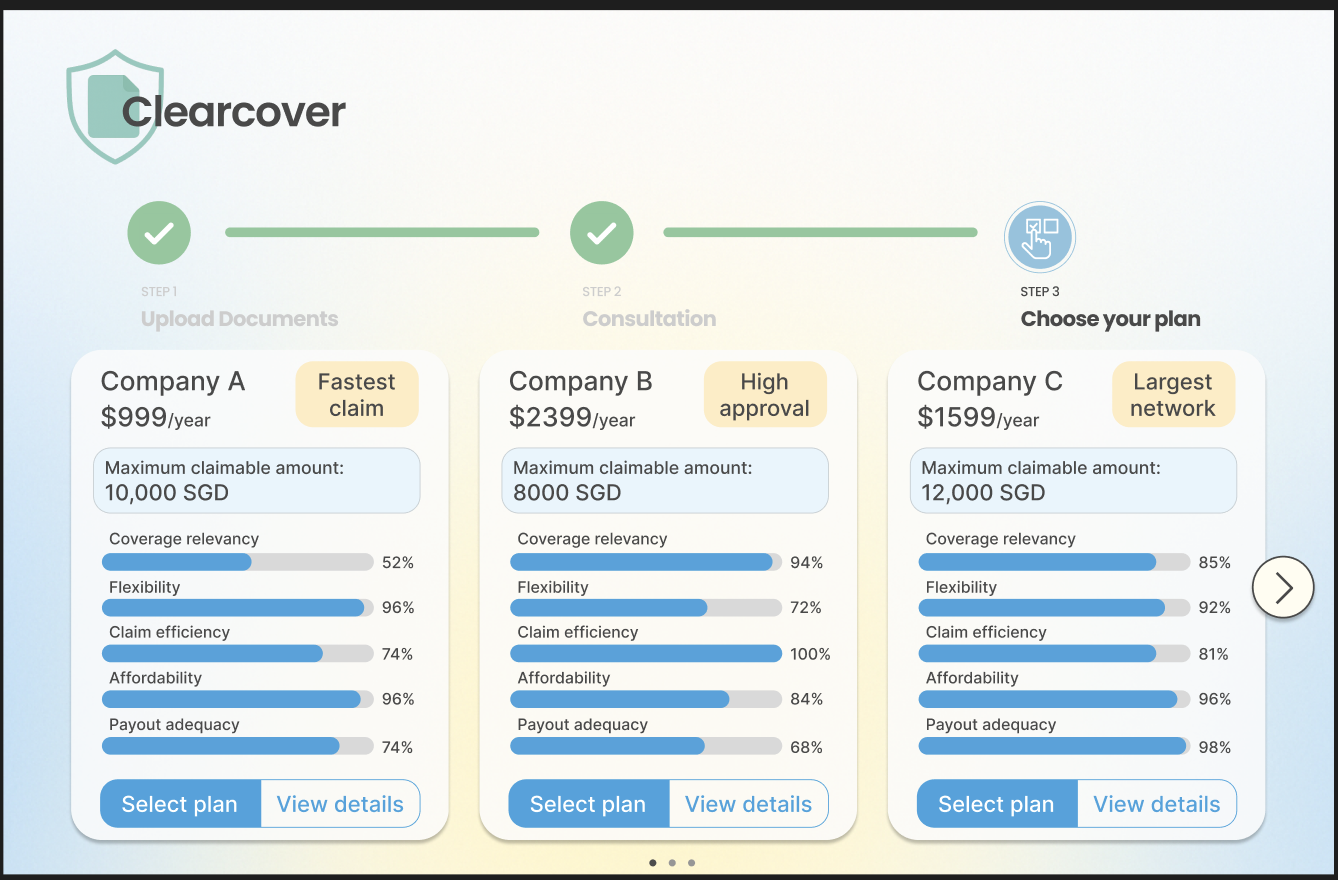 Clearcover
STEP 1
Upload Documents
STEP 2
Consultation
STEP 3
Choose your plan
Company A
$999/year
Fastest
claim
Maximum claimable amount:
10,000 SGD
Coverage relevancy
52%
Flexibility
96%
Claim efficiency
74%
Affordability
96%
Payout adequacy
74%
Select plan
View details
Company B
$2399/year
High
approval
Maximum claimable amount:
8000 SGD
Coverage relevancy
94%
Flexibility
72%
Claim efficiency
100%
Affordability
84%
Payout adequacy
68%
Select plan
View details
Company C
$1599/year
Largest
network
Maximum claimable amount:
12,000 SGD
Coverage relevancy
85%
Flexibility
92%
Claim efficiency
81%
Affordability
96%
Payout adequacy
98%
Select plan
View details